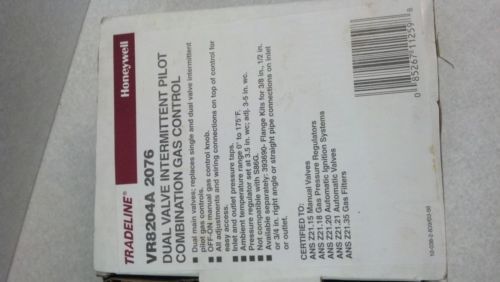 Honeywell
TRADELINE®
VR8204A 2076
DUAL VALVE INTERMITTENT PILOT
COMBINATION GAS CONTROL
• Dual main valves; replaces single and dual valve intermittent
pilot gas controls.
• OFF-ON manual gas control knob.
• All adjustments and wiring connections on top of control for
easy access.
• Inlet and outlet pressure taps.
• Ambient temperature range 0° to 175°F.
• Pressure regulator set at 3.5 in. wc; adj. 3-5 in. wc.
• Not compatible with S86G.
• Available separately: 393690- Flange Kits for 3/8 in., 1/2 in.
or 3/4 in. right angle or straight pipe connections on inlet
or outlet.
CERTIFIED TO:
ANS Z21.15 Manual Valves
ANS Z21.18 Gas Pressure Regulators
ANS Z21.20 Automatic Ignition Systems
ANS Z21.21 Automatic Valves
ANS Z21.35 Gas Filters
0 85267 11259 8